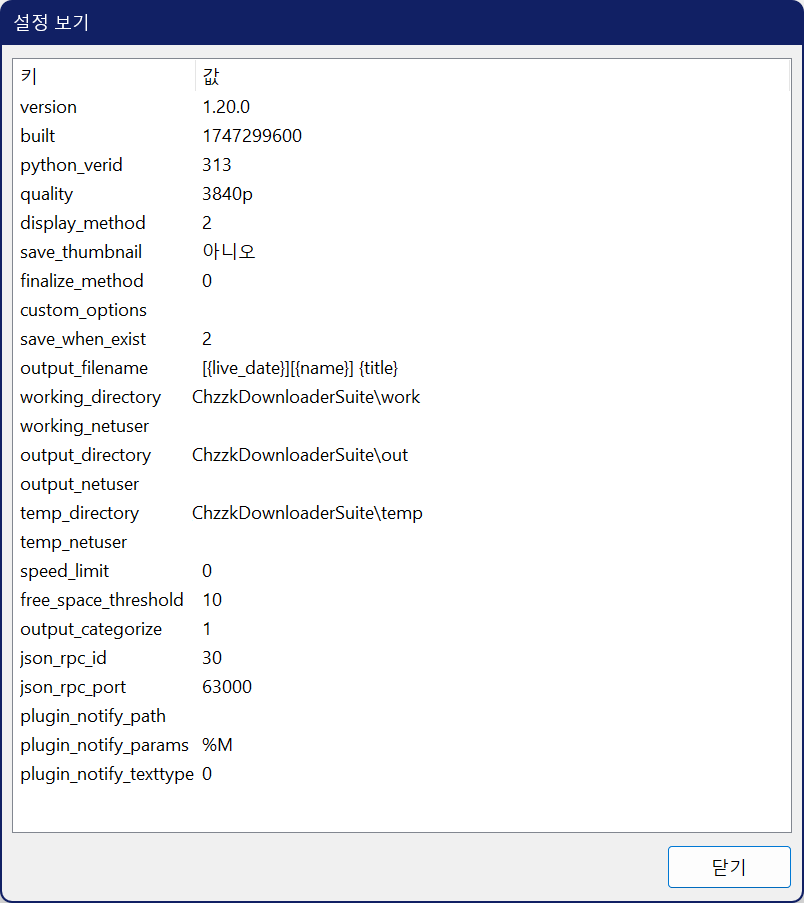 설정 보기
키 값
version 1.20.0
built 1747299600
python_verid 313
quality 3840p
display_method 2
save_thumbnail 아니오
finalize_method 0
custom_options
save_when_exist 2
output_filename [{live_date}][{name}] {title}
working_directory ChzzkDownloaderSuite\work
working_netuser
output_directory ChzzkDownloaderSuite\out
output_netuser
temp_directory ChzzkDownloaderSuite\temp
temp_netuser
speed_limit 0
free_space_threshold 10
output_categorize 1
json_rpc_id 30
json_rpc_port 63000
plugin_notify_path
plugin_notify_params %M
plugin_notify_texttype 0
닫기